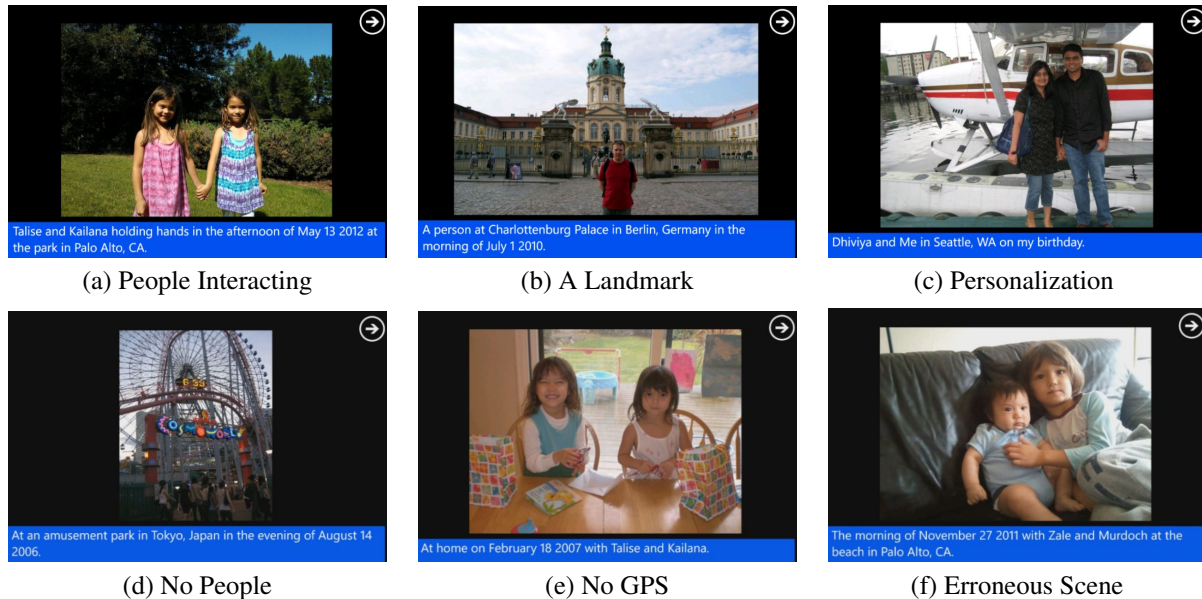 Talise and Kailana holding hands in the afternoon of May 13 2012 at
the park in Palo Alto, CA.
(a) People Interacting
A person at Charlottenburg Palace in Berlin, Germany in the
morning of July 1 2010.
(b) A Landmark
Dhiviya and Me in Seattle, WA on my birthday.
(c) Personalization
6:33
COSMOWORLD
At an amusement park in Tokyo, Japan in the evening of August 14
2006.
(d) No People
At home on February 18 2007 with Talise and Kailana.
(e) No GPS
The morning of November 27 2011 with Zale and Murdoch at the
beach in Palo Alto, CA.
(f) Erroneous Scene